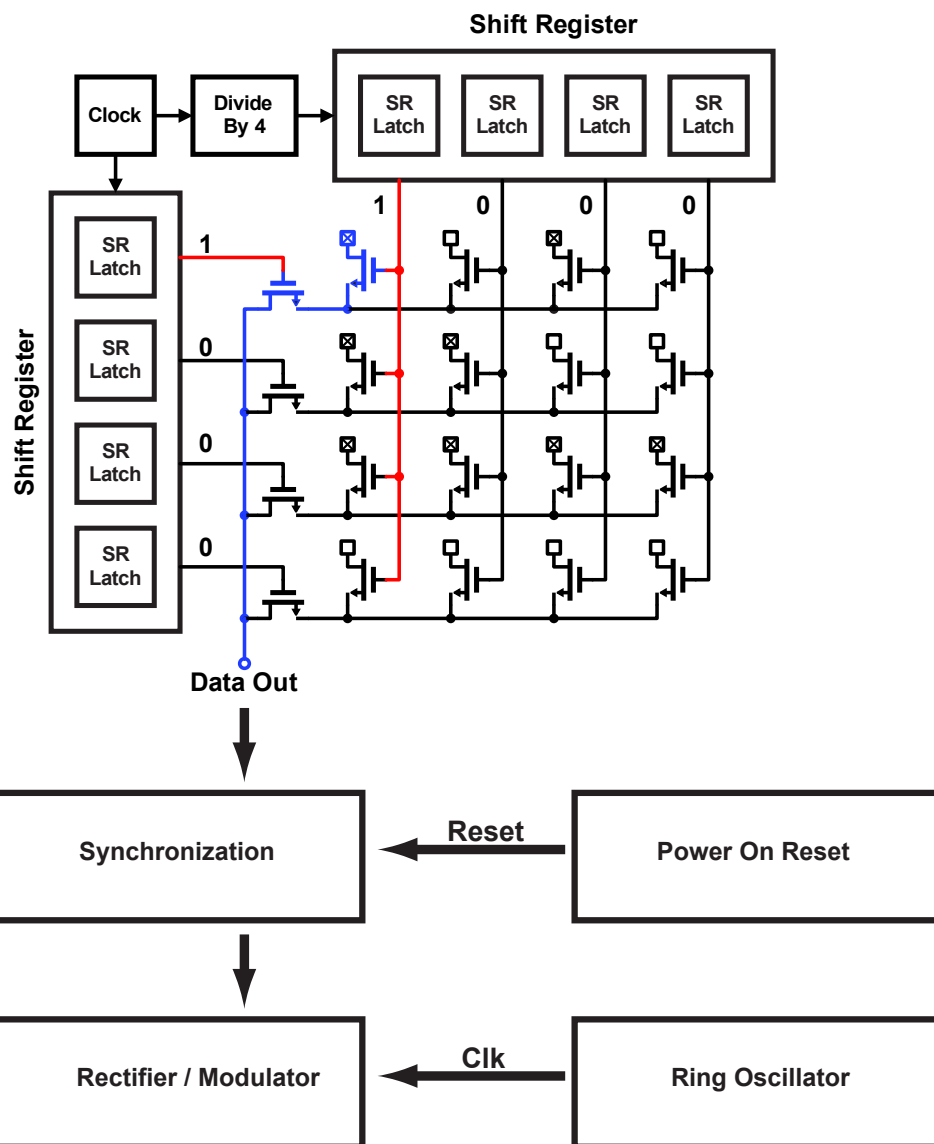 Shift Register
Clock
Divide
By 4
SR
Latch
SR
Latch
SR
Latch
SR
Latch
1
0
0
0
Shift Register
SR
Latch
1
SR
Latch
0
SR
Latch
0
SR
Latch
0
Data Out
Synchronization
Reset
Power On Reset
Rectifier / Modulator
Clk
Ring Oscillator